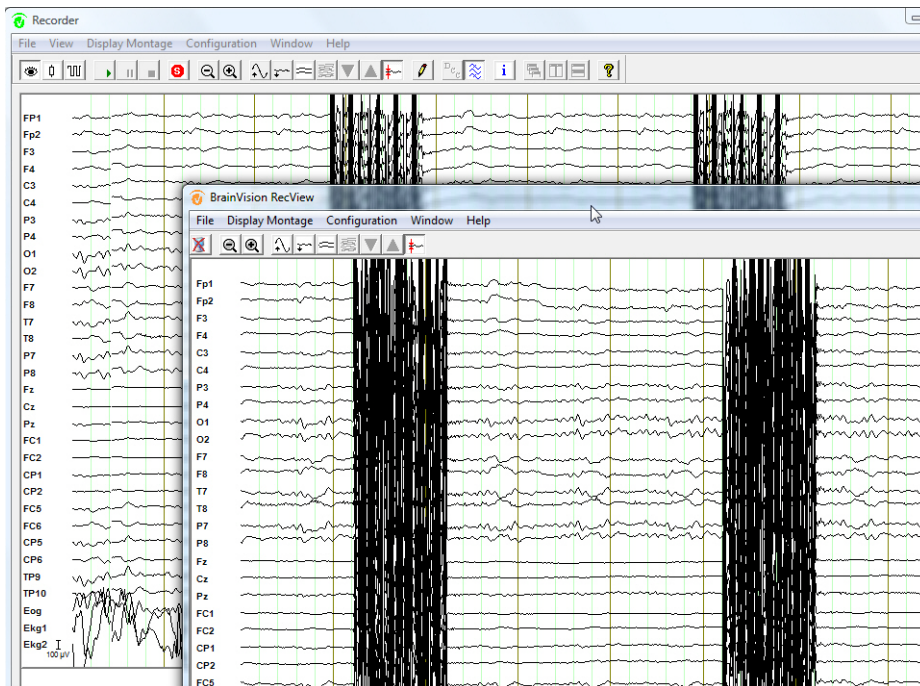 Recorder
File View Display Montage Configuration Window Help
FP1
Fp2
F3
F4
C3
C4
P3
P4
O1
O2
F7
F8
T7
T8
P7
P8
Fz
Cz
Pz
FC1
FC2
CP1
CP2
FC5
FC6
CP5
CP6
TP9
TP10
Eog
Ekg1
Ekg2
100 µV
BrainVision RecView
File Display Montage Configuration Window Help
Fp1
Fp2
F3
F4
C3
C4
P3
P4
O1
O2
F7
F8
T7
T8
P7
P8
Fz
Cz
Pz
FC1
FC2
CP1
CP2
FC5